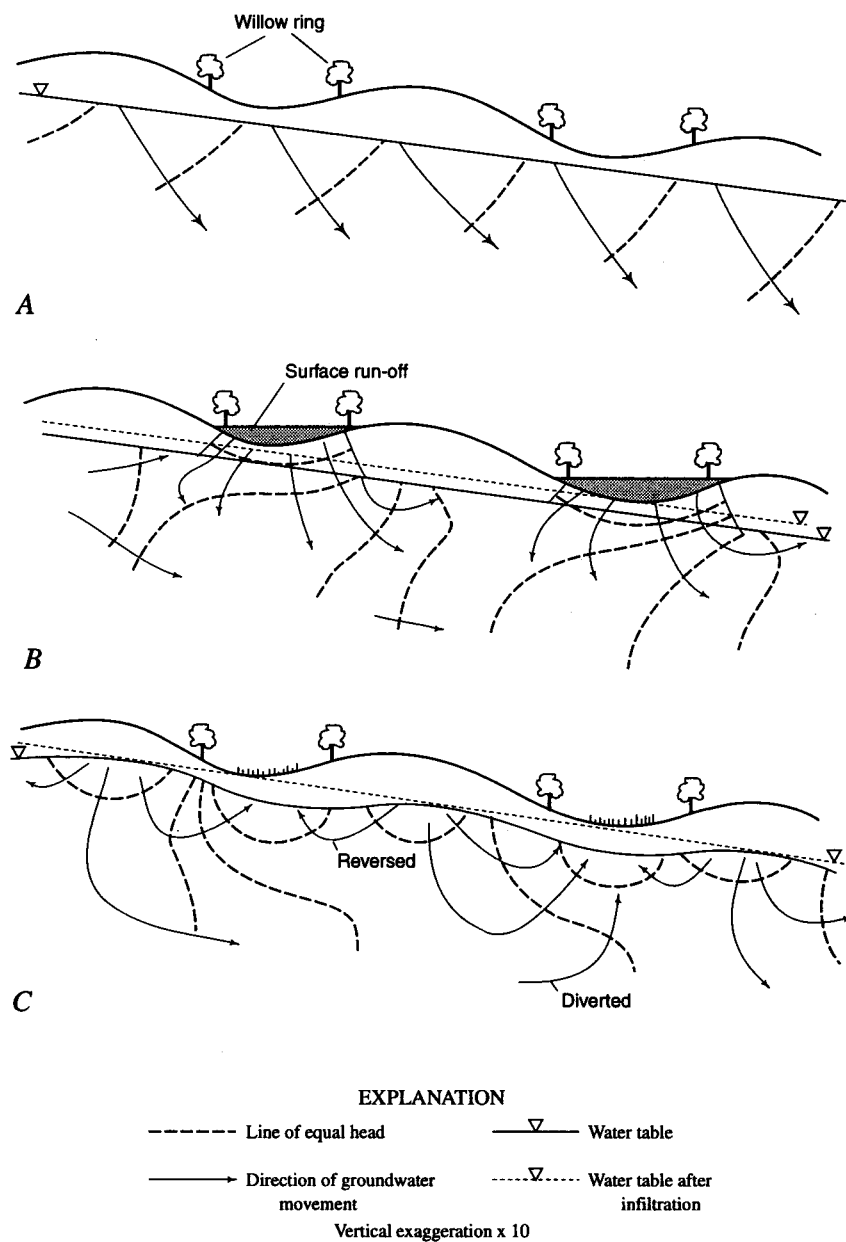 Willow ring
A
Surface run-off
B
Reversed
Diverted
C
EXPLANATION
Line of equal head
Water table
Direction of groundwater
movement
Water table after
infiltration
Vertical exaggeration x 10